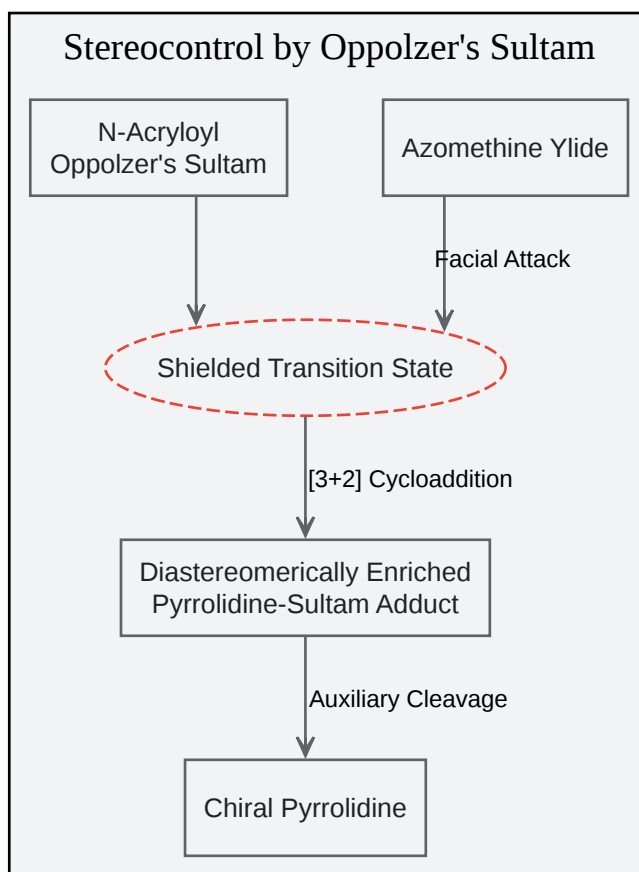 Stereocontrol by Oppolzer's Sultam
N-Acryloyl
Oppolzer's Sultam
Azomethine Ylide
Facial Attack
Shielded Transition State
[3+2] Cycloaddition
Diastereomerically Enriched
Pyrrolidine-Sultam Adduct
Auxiliary Cleavage
Chiral Pyrrolidine